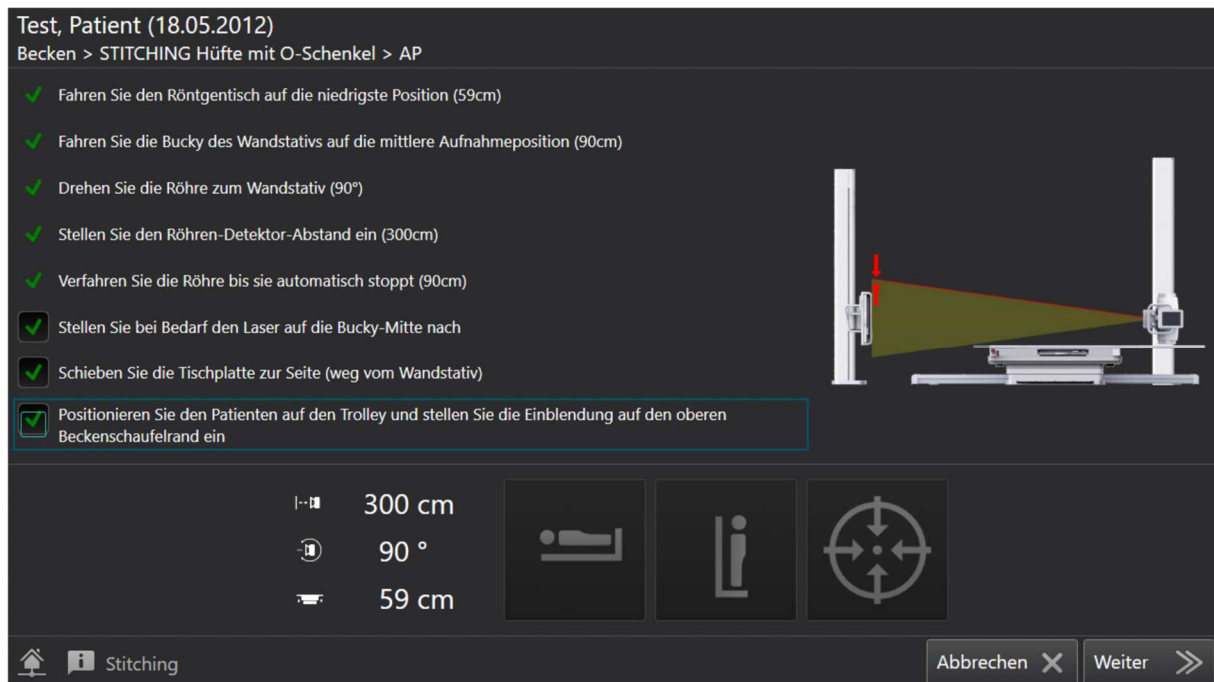 Test, Patient (18.05.2012)
Becken > STITCHING Hüfte mit O-Schenkel > AP
Fahren Sie den Röntgentisch auf die niedrigste Position (59cm)
Fahren Sie die Bucky des Wandstativs auf die mittlere Aufnahmeposition (90cm)
Drehen Sie die Röhre zum Wandstativ (90°)
Stellen Sie den Röhren-Detektor-Abstand ein (300cm)
Verfahren Sie die Röhre bis sie automatisch stoppt (90cm)
Stellen Sie bei Bedarf den Laser auf die Bucky-Mitte nach
Schieben Sie die Tischplatte zur Seite (weg vom Wandstativ)
Positionieren Sie den Patienten auf den Trolley und stellen Sie die Einblendung auf den oberen
Beckenschaufelrand ein
300 cm
90 °
59 cm
Stitching
Abbrechen
Weiter